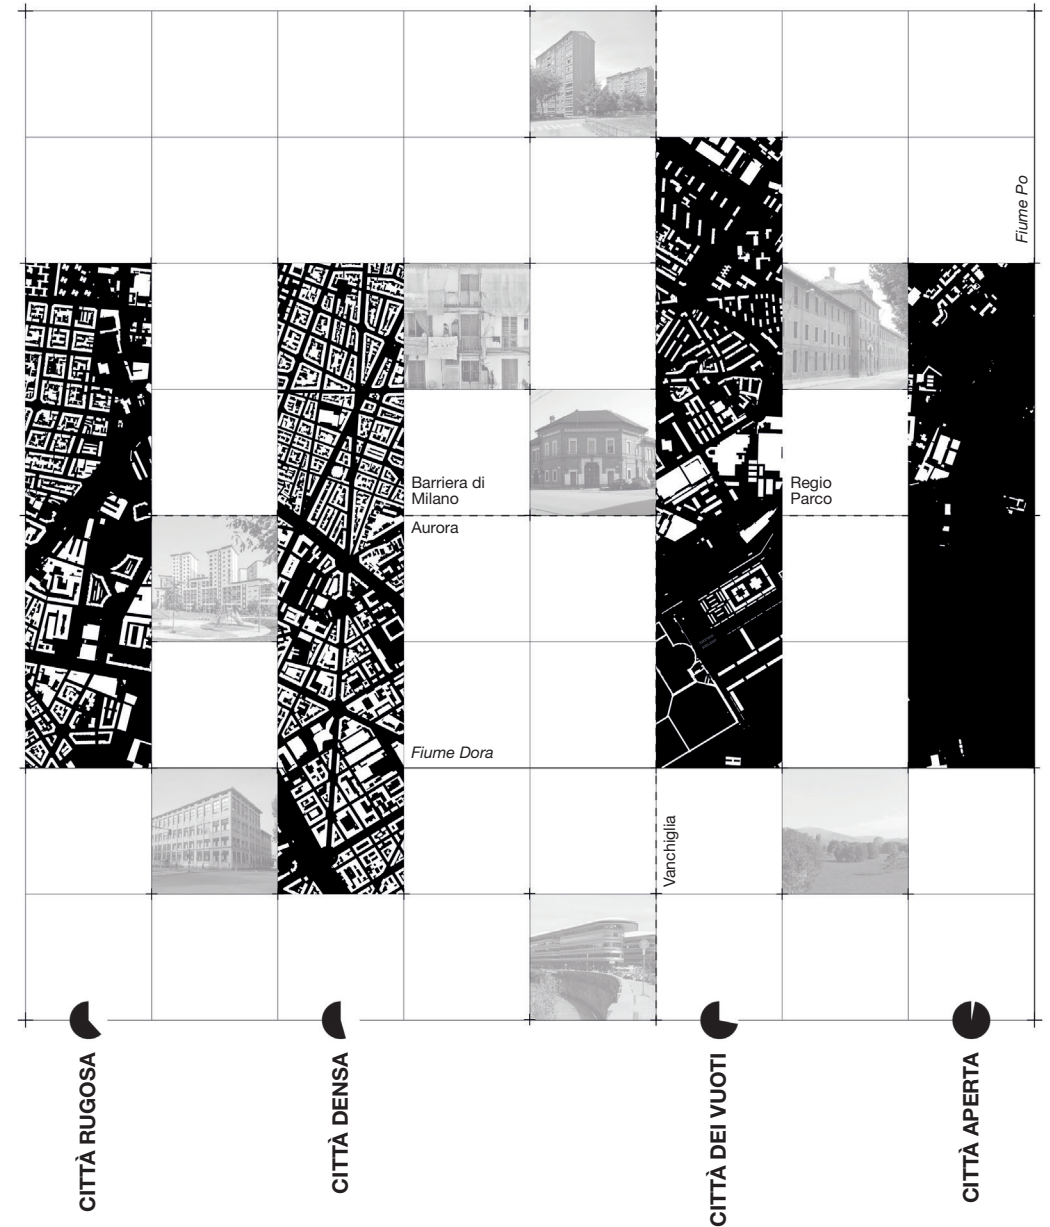 Fiume Po
Barriera di
Milano
Regio
Parco
Aurora
Fiume Dora
Vanchiglia
CITTÀ RUGOSA
CITTÀ DENSA
CITTÀ DEI VUOTI
CITTÀ APERTA